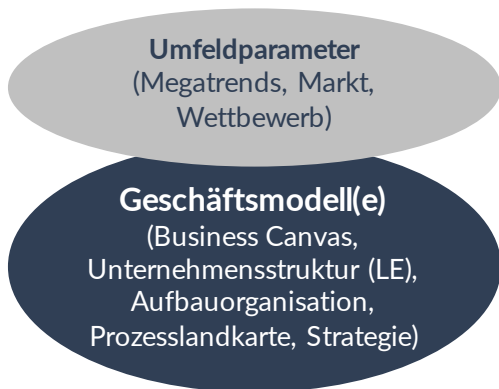 Umfeldparameter
(Megatrends, Markt,
Wettbewerb)
Geschäftsmodell(e)
(Business Canvas,
Unternehmensstruktur (LE),
Aufbauorganisation,
Prozesslandkarte, Strategie)